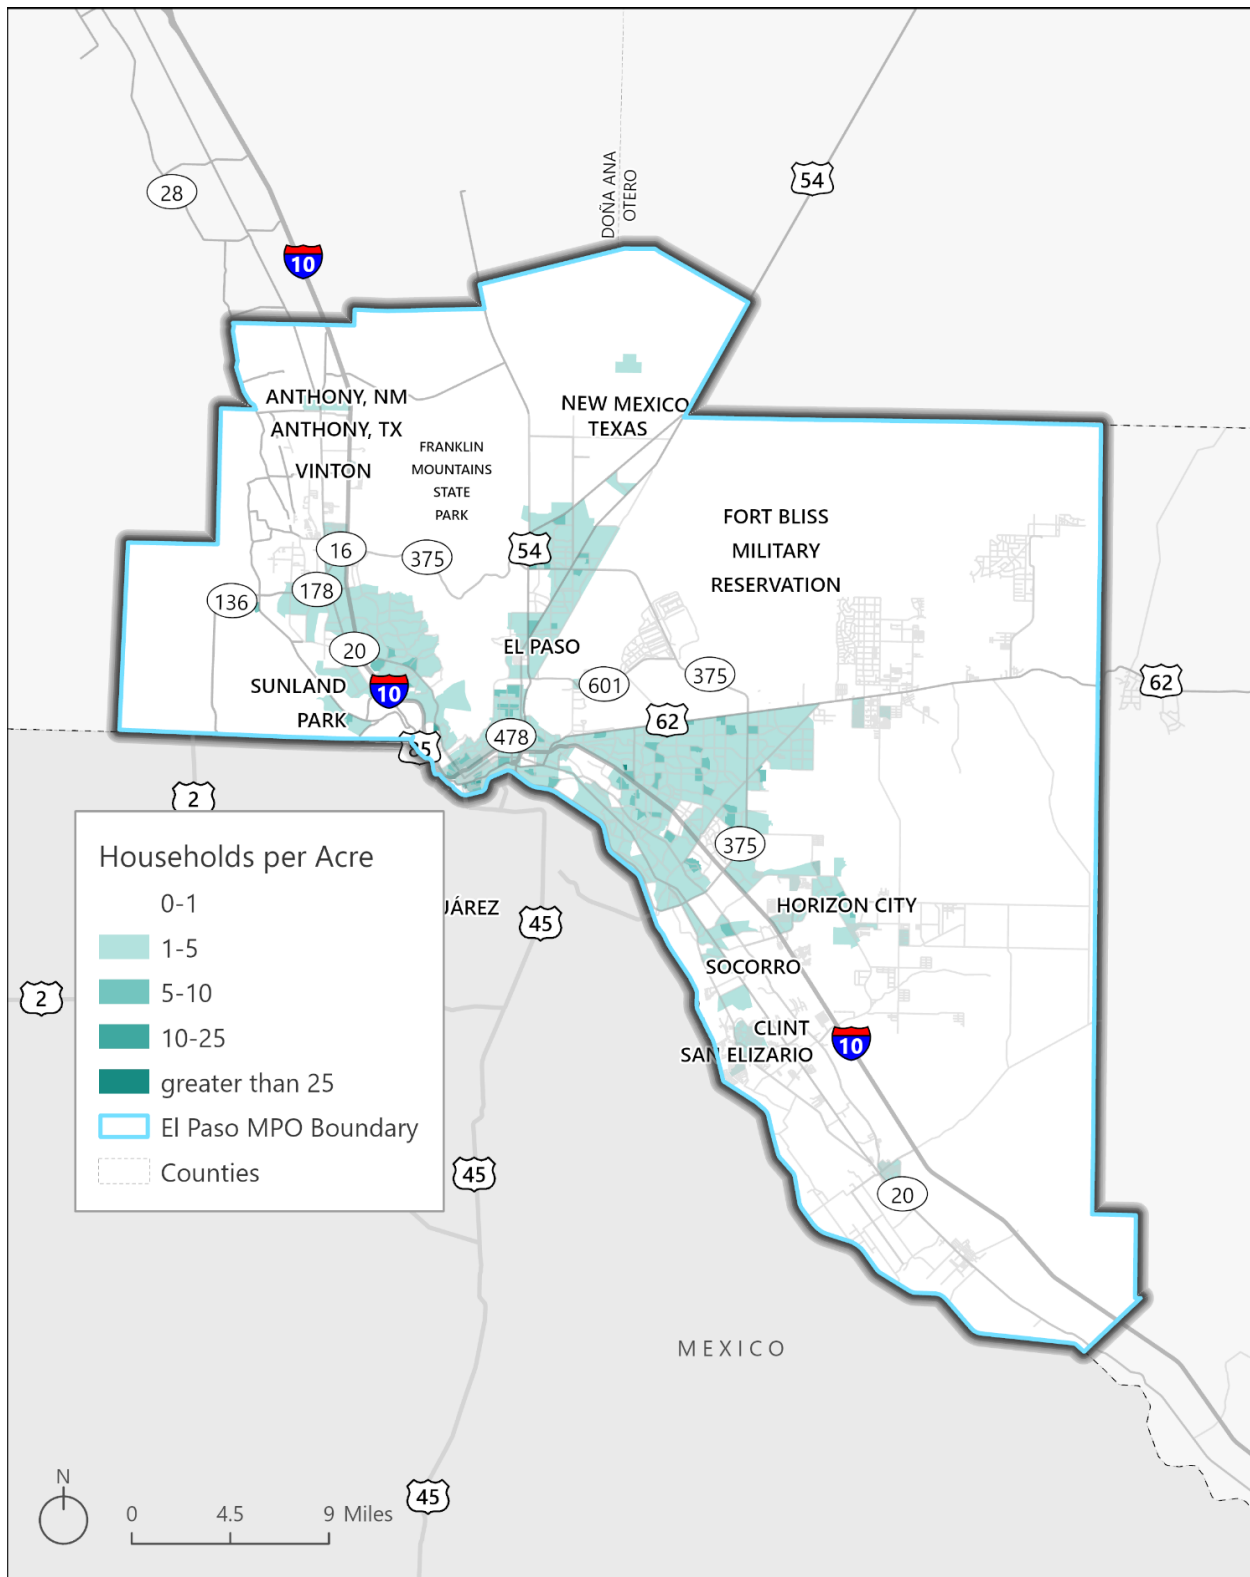 DOÑA ANA
OTERO
54
28
10
ANTHONY, NM
ANTHONY, TX
VINTON
NEW MEXICO
TEXAS
FRANKLIN
MOUNTAINS
STATE
PARK
FORT BLISS
MILITARY
RESERVATION
16
375
54
178
136
20
EL PASO
601
375
62
SUNLAND
PARK
10
62
478
85
2
375
Households per Acre
0-1
1-5
5-10
10-25
greater than 25
El Paso MPO Boundary
Counties
JÁREZ
45
HORIZON CITY
SOCORRO
2
CLINT
SAN ELIZARIO
10
45
20
MEXICO
45
N
0 4.5 9 Miles